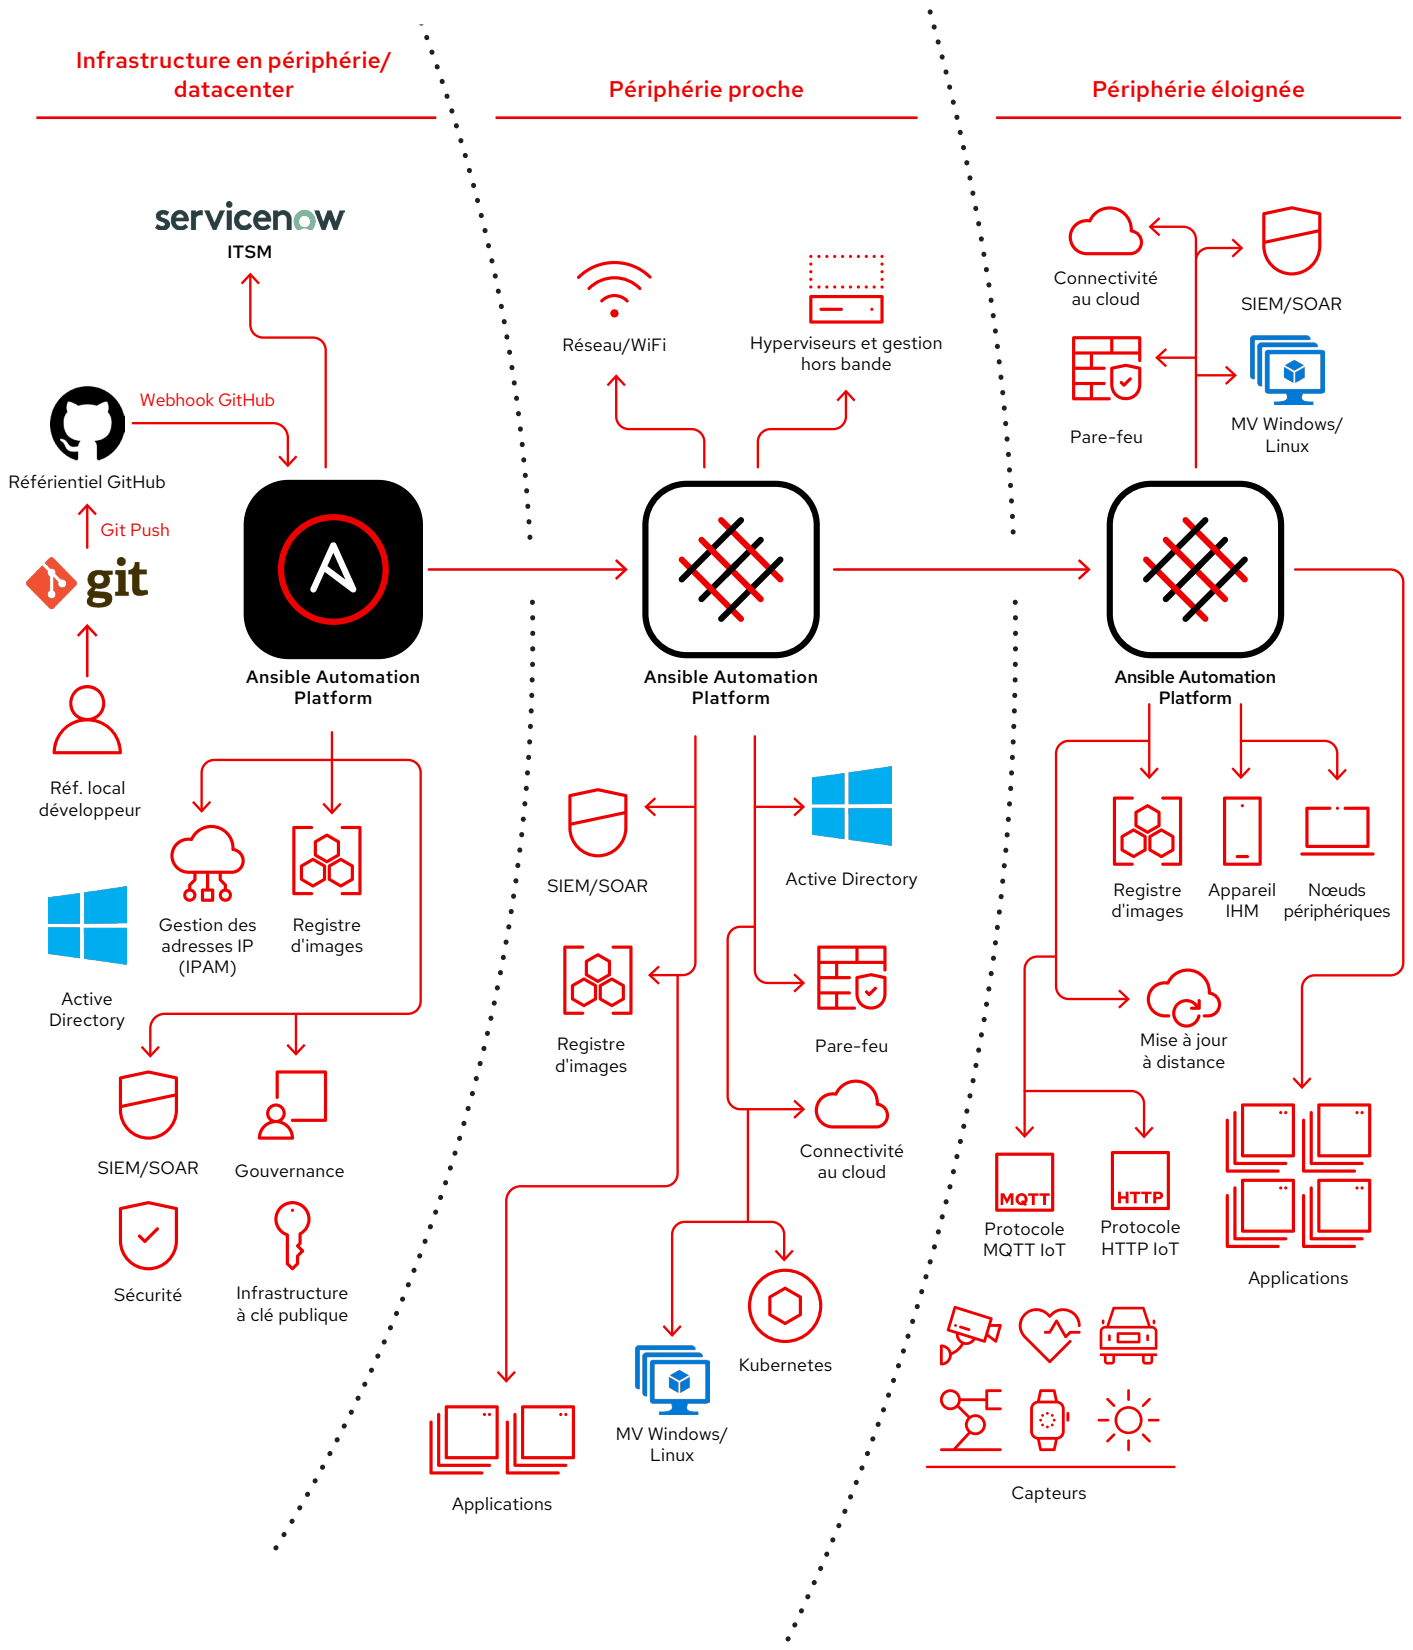 Infrastructure en périphérie/
datacenter
servicenow
ITSM
Webhook GitHub
Référientiel GitHub
Git Push
git
Ansible Automation
Platform
Réf. local
développeur
Gestion des
adresses IP
(IPAM)
Registre
d'images
Active
Directory
SIEM/SOAR
Gouvernance
Sécurité
Infrastructure
à clé publique
Périphérie proche
Réseau/WiFi
Hyperviseurs et gestion
hors bande
Ansible Automation
Platform
SIEM/SOAR
Active Directory
Registre
d'images
Pare-feu
Connectivité
au cloud
Kubernetes
MV Windows/
Linux
Applications
Périphérie éloignée
Connectivité
au cloud
SIEM/SOAR
Pare-feu
MV Windows/
Linux
Ansible Automation
Platform
Registre
d'images
Appareil
IHM
Nœuds
périphériques
Mise à jour
à distance
MQTT
Protocole
MQTT IoT
HTTP
Protocole
HTTP IoT
Applications
Capteurs